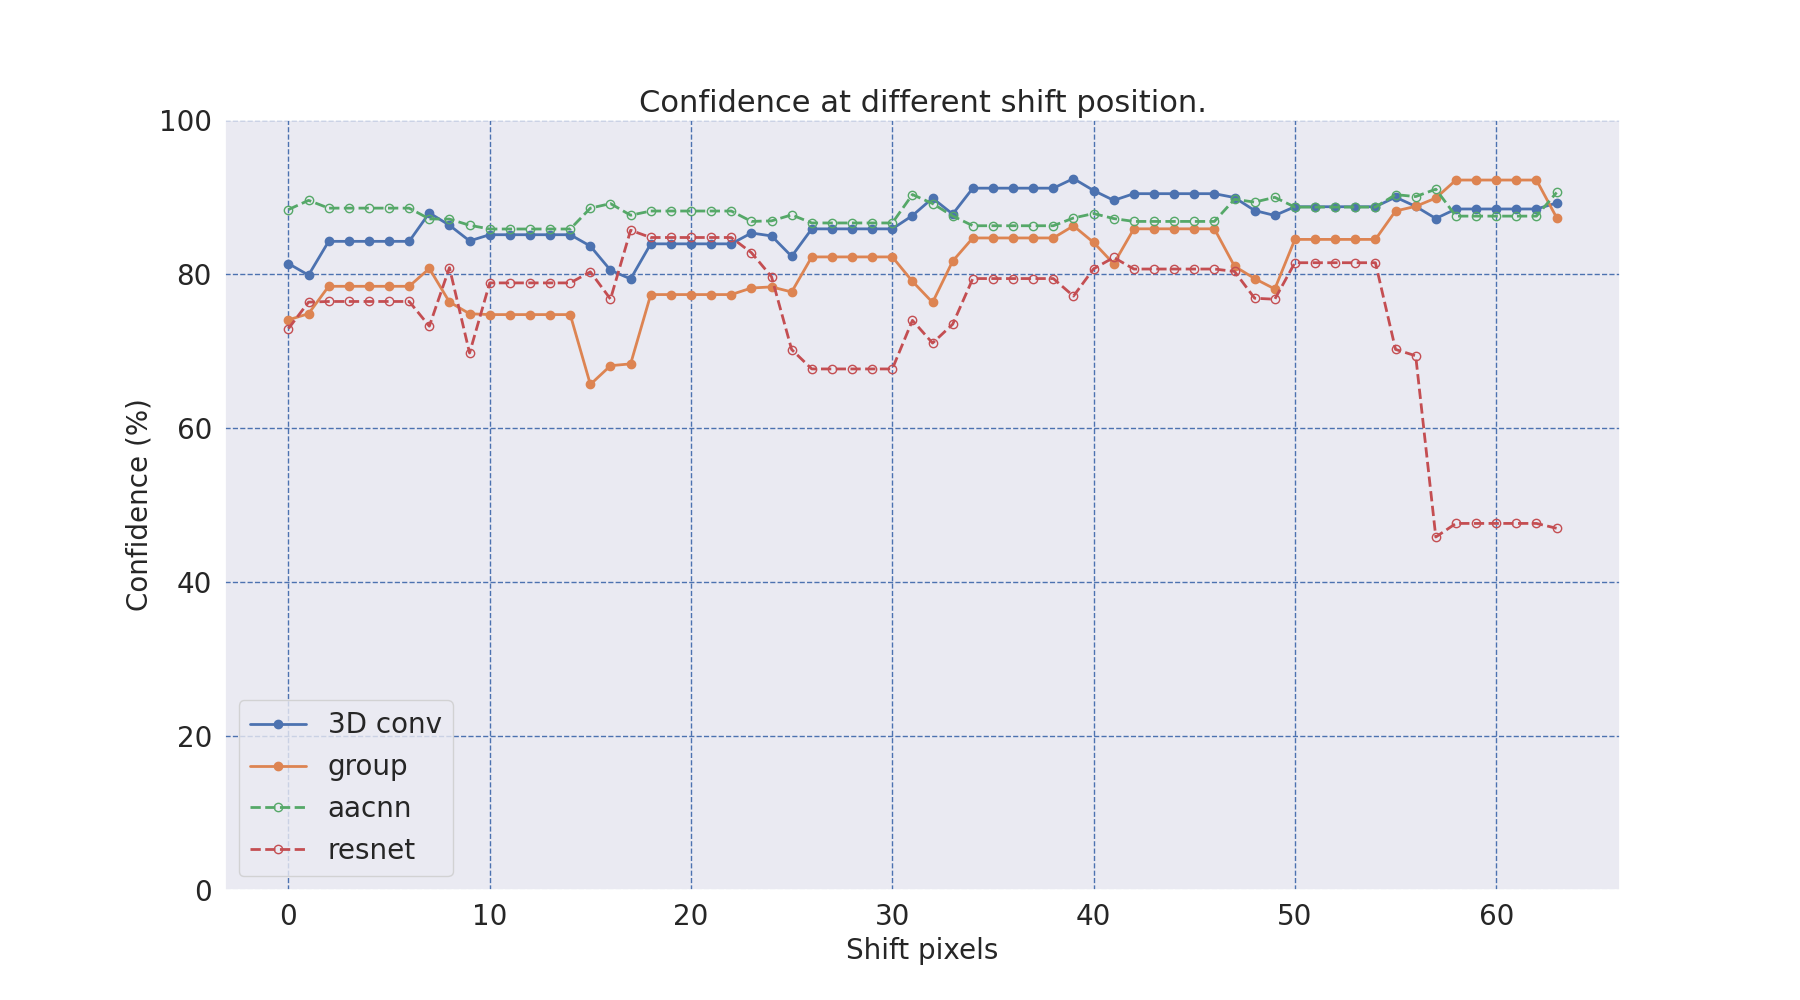 Confidence at different shift position.
100
80
60
40
20
0
Confidence (%)
3D conv
group
aacnn
resnet
0 10 20 30 40 50 60
Shift pixels